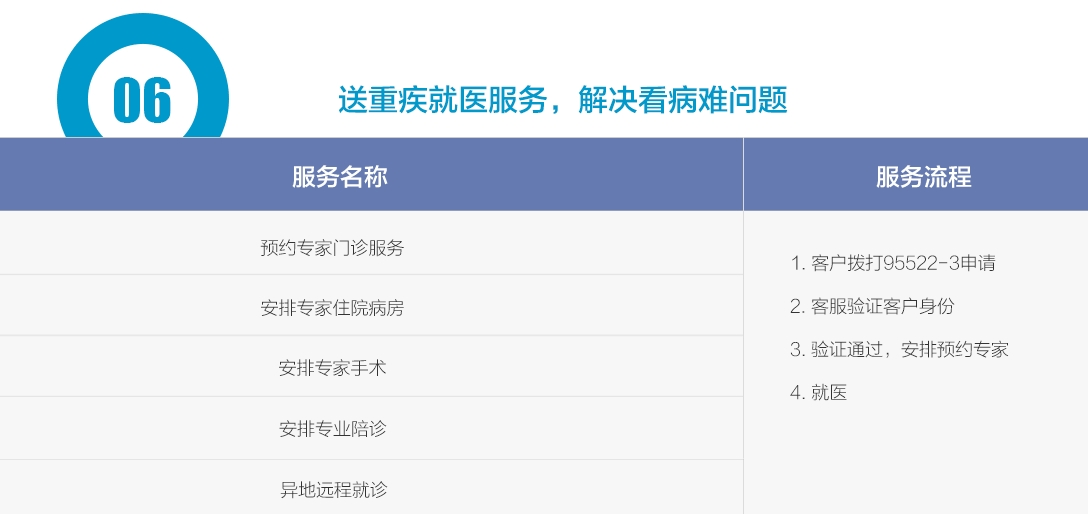 06
送重疾就医服务，解决看病难问题
服务名称
服务流程
预约专家门诊服务
安排专家住院病房
安排专家手术
安排专业陪诊
异地远程就诊
1. 客户拨打95522-3申请
2. 客服验证客户身份
3. 验证通过，安排预约专家
4. 就医